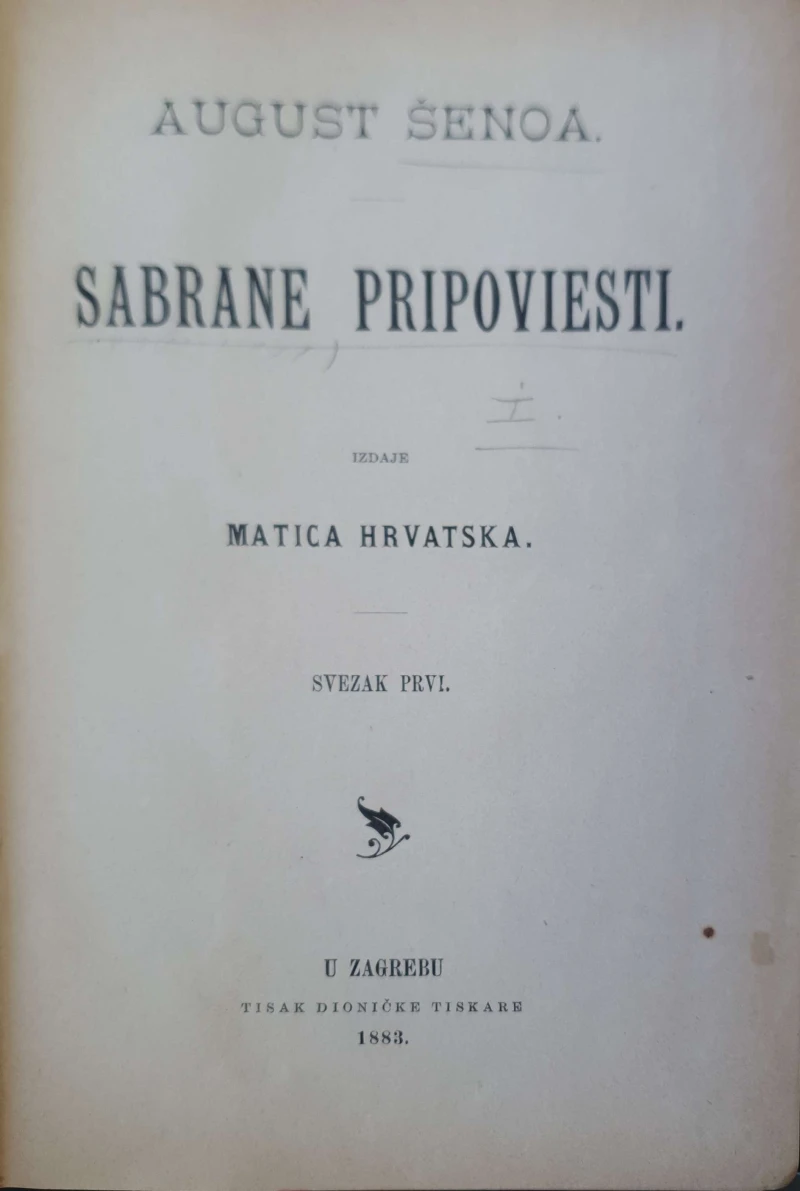 AUGUST ŠENOA.
SABRANE PRIPOVIESTI.
I.
IZDAJE
MATICA HRVATSKA.
SVEZAK PRVI.
U ZAGREBU
TISAK DIONIČKE TISKARE
1883.